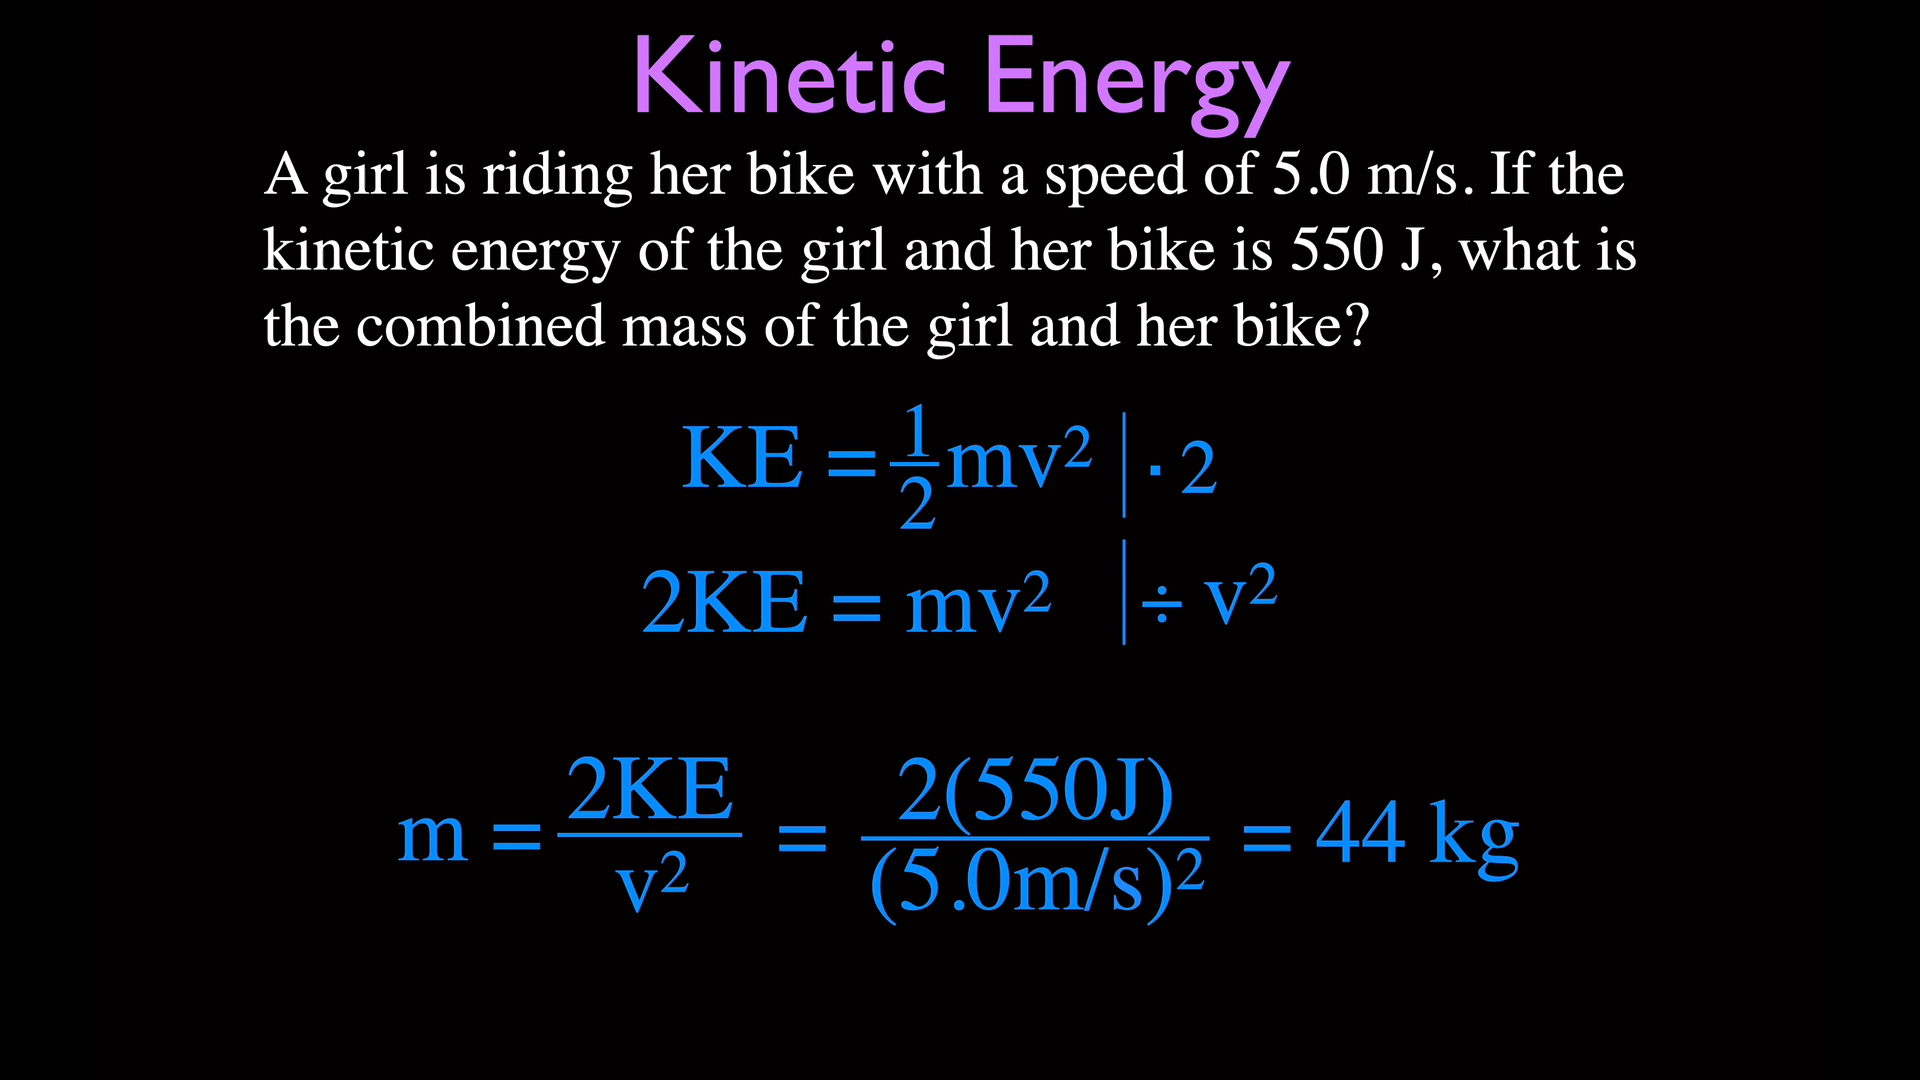 Kinetic Energy
A girl is riding her bike with a speed of 5.0 m/s. If the
kinetic energy of the girl and her bike is 550 J, what is
the combined mass of the girl and her bike?
KE = 1/2 mv² | · 2
2KE = mv² | ÷ v²
m = 2KE/v² = 2(550J)/(5.0m/s)² = 44 kg